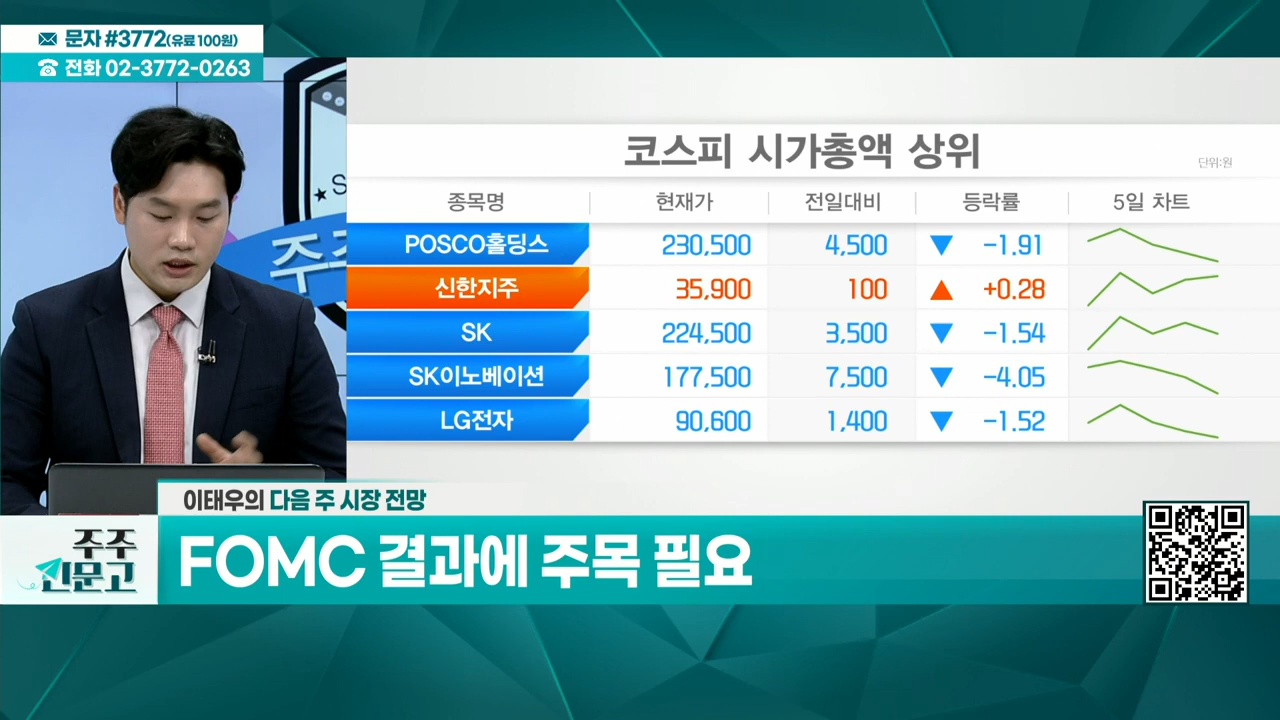 문자 #3772(유료 100원)
전화 02-3772-0263
주주
코스피 시가총액 상위
단위:원
종목명 현재가 전일대비 등락률 5일 차트
POSCO홀딩스 230,500 4,500 ▼ -1.91
신한지주 35,900 100 ▲ +0.28
SK 224,500 3,500 ▼ -1.54
SK이노베이션 177,500 7,500 ▼ -4.05
LG전자 90,600 1,400 ▼ -1.52
이태우의 다음 주 시장 전망
주주
신문고
FOMC 결과에 주목 필요